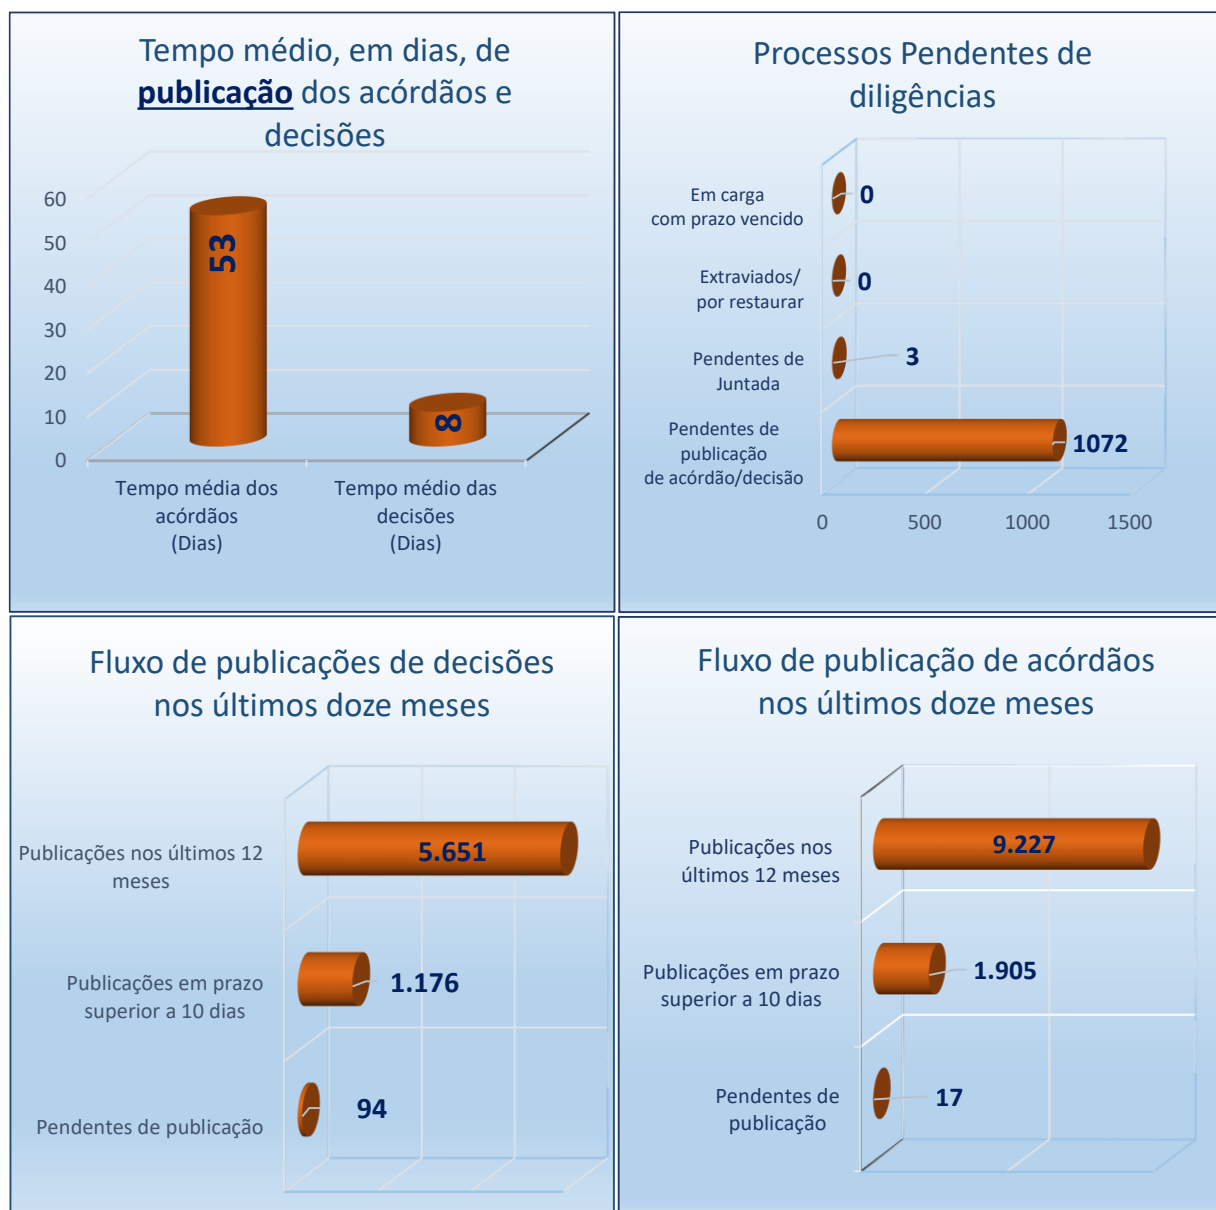 Tempo médio, em dias, de
publicação dos acórdãos e
decisões
60
50
40
30
20
10
0
53
8
Tempo média dos
acórdãos
(Dias)
Tempo médio das
decisões
(Dias)
Processos Pendentes de
diligências
Em carga
com prazo vencido
0
Extraviados/
por restaurar
0
Pendentes de
Juntada
3
Pendentes de
publicação
de acórdão/decisão
1072
0 500 1000 1500
Fluxo de publicações de decisões
nos últimos doze meses
Publicações nos últimos 12
meses
5.651
Publicações em prazo
superior a 10 dias
1.176
Pendentes de publicação
94
Fluxo de publicação de acórdãos
nos últimos doze meses
Publicações nos
últimos 12 meses
9.227
Publicações em prazo
superior a 10 dias
1.905
Pendentes de
publicação
17